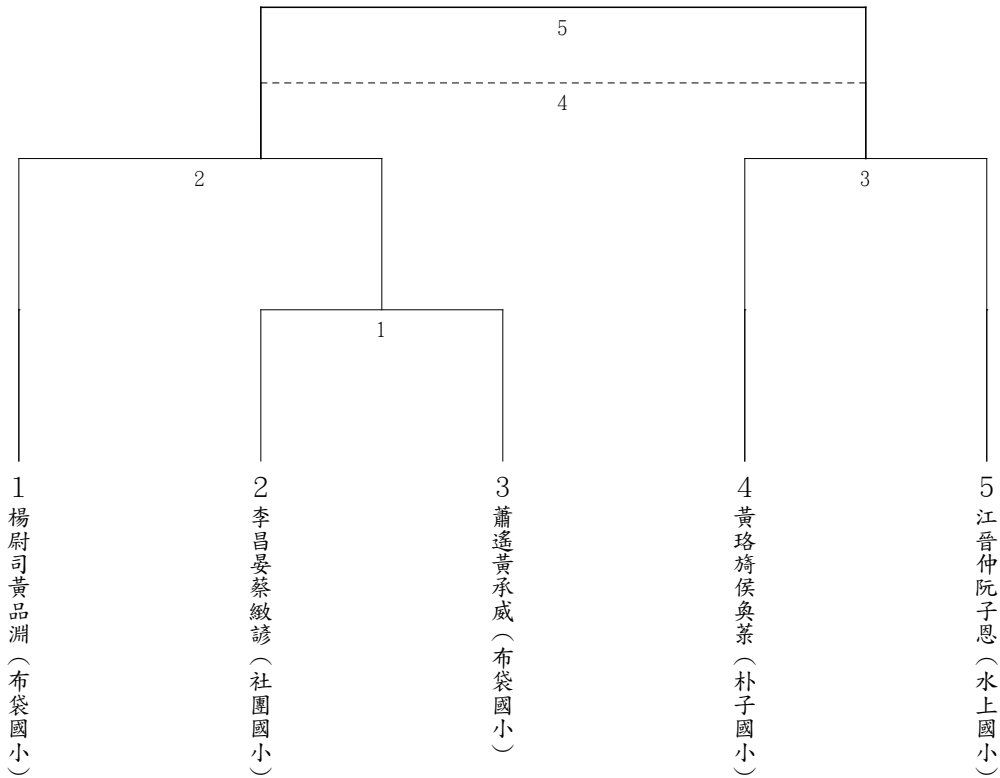 5
4
2
3
1
1
楊尉司黃品淵（布袋國小）
2
李昌晏蔡緻諺（社團國小）
3
蕭遙黃承威（布袋國小）
4
黃珞旖侯奐棻（朴子國小）
5
江晉仲阮子恩（水上國小）